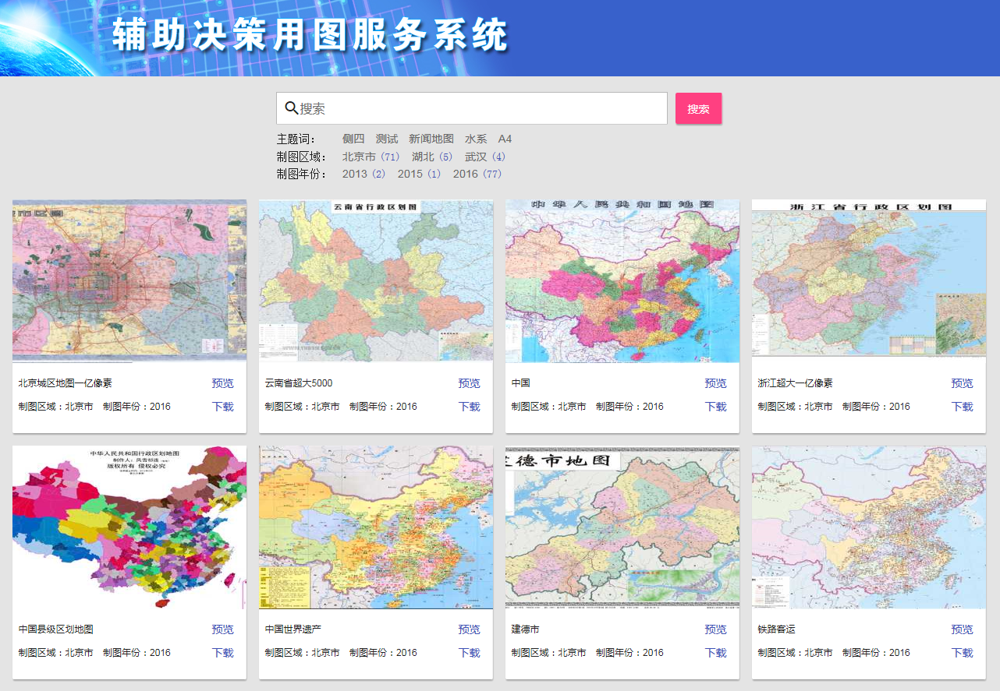 辅助决策用图服务系统
搜索 搜索
主题词： 侧四 测试 新闻地图 水系 A4
制图区域： 北京市（71） 湖北（5） 武汉（4）
制图年份： 2013（2） 2015（1） 2016（77）
云南省行政区划图
中华人民共和国地图
浙江省行政区划图
北京城区地图一亿像素 预览
制图区域：北京市 制图年份：2016 下载
云南省超大5000 预览
制图区域：北京市 制图年份：2016 下载
中国 预览
制图区域：北京市 制图年份：2016 下载
浙江超大一亿像素 预览
制图区域：北京市 制图年份：2016 下载
中华人民共和国行政区划地图
版权所有 侵权必究
德市地图
中国县级区划地图 预览
制图区域：北京市 制图年份：2016 下载
中国世界遗产 预览
制图区域：北京市 制图年份：2016 下载
建德市 预览
制图区域：北京市 制图年份：2016 下载
铁路客运 预览
制图区域：北京市 制图年份：2016 下载